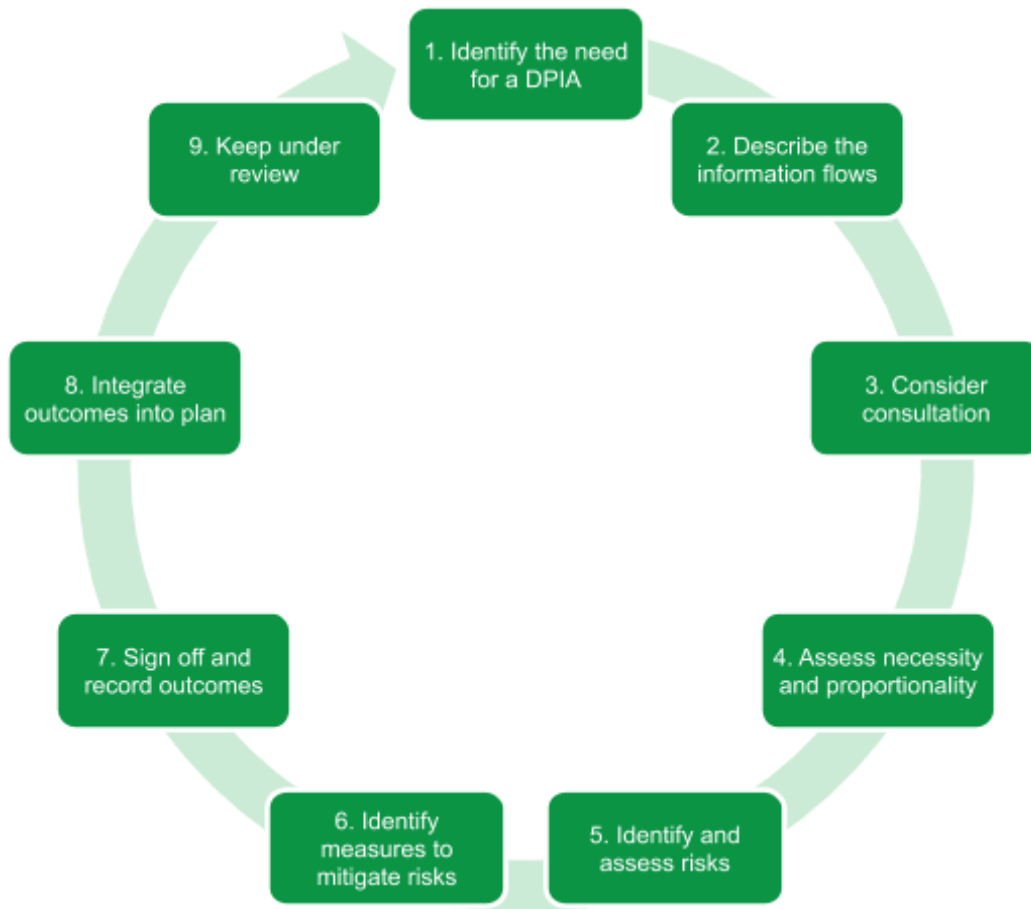 1. Identify the need
for a DPIA
2. Describe the
information flows
3. Consider
consultation
4. Assess necessity
and proportionality
5. Identify and
assess risks
6. Identify
measures to
mitigate risks
7. Sign off and
record outcomes
8. Integrate
outcomes into plan
9. Keep under
review